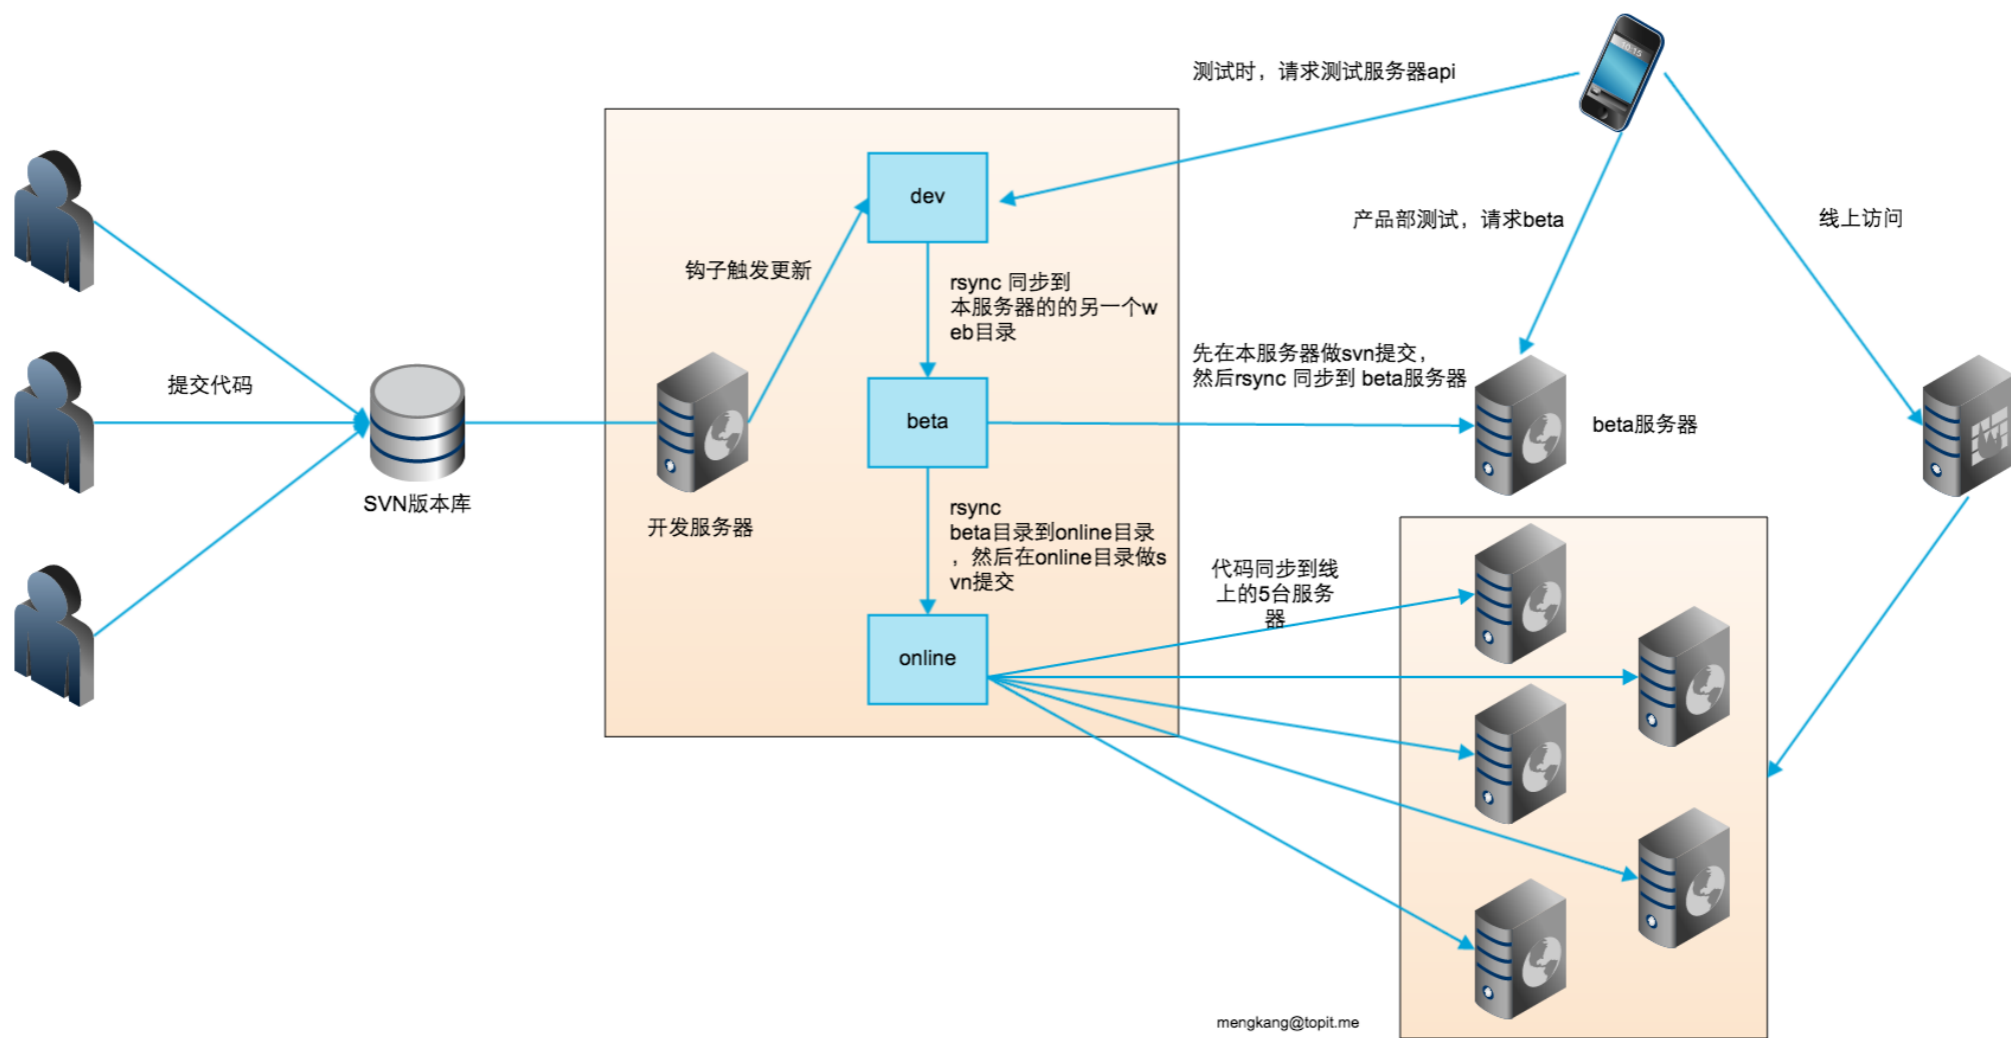 10:15
测试时，请求测试服务器api
dev
产品部测试，请求beta
线上访问
钩子触发更新
rsync 同步到
本服务器的的另一个w
eb目录
先在本服务器做svn提交，
然后rsync 同步到 beta服务器
提交代码
beta
beta服务器
SVN版本库
开发服务器
rsync
beta目录到online目录
，然后在online目录做s
vn提交
代码同步到线
上的5台服务
器
online
mengkang@topit.me